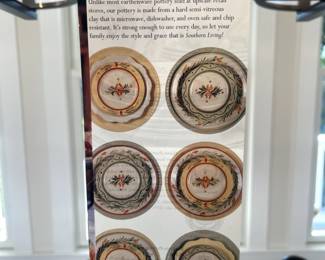 Unlike most earthenware pottery sold at upscale retail
stores, our pottery is made from a hard semi-vitreous
clay that is microwave, dishwasher, and oven safe and chip
resistant. It's strong enough to use every day, so let your
family enjoy the style and grace that is Southern Living!